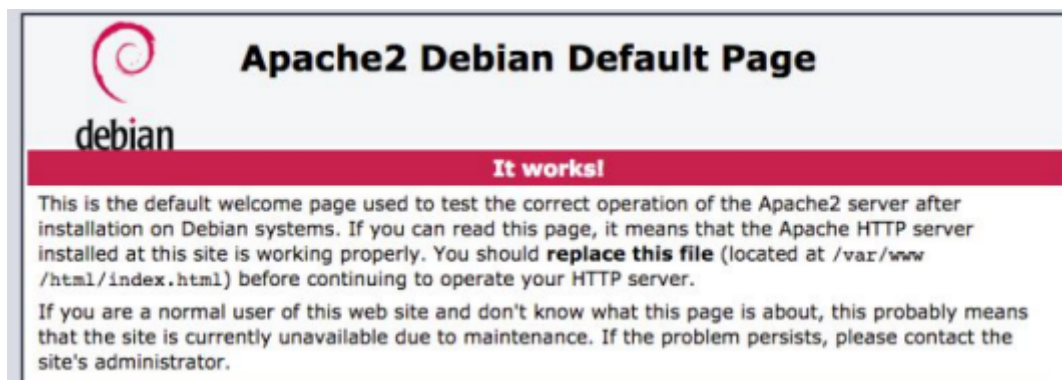 Apache2 Debian Default Page
debian
It works!
This is the default welcome page used to test the correct operation of the Apache2 server after
installation on Debian systems. If you can read this page, it means that the Apache HTTP server
installed at this site is working properly. You should replace this file (located at /var/www
/html/index.html) before continuing to operate your HTTP server.
If you are a normal user of this web site and don't know what this page is about, this probably means
that the site is currently unavailable due to maintenance. If the problem persists, please contact the
site's administrator.